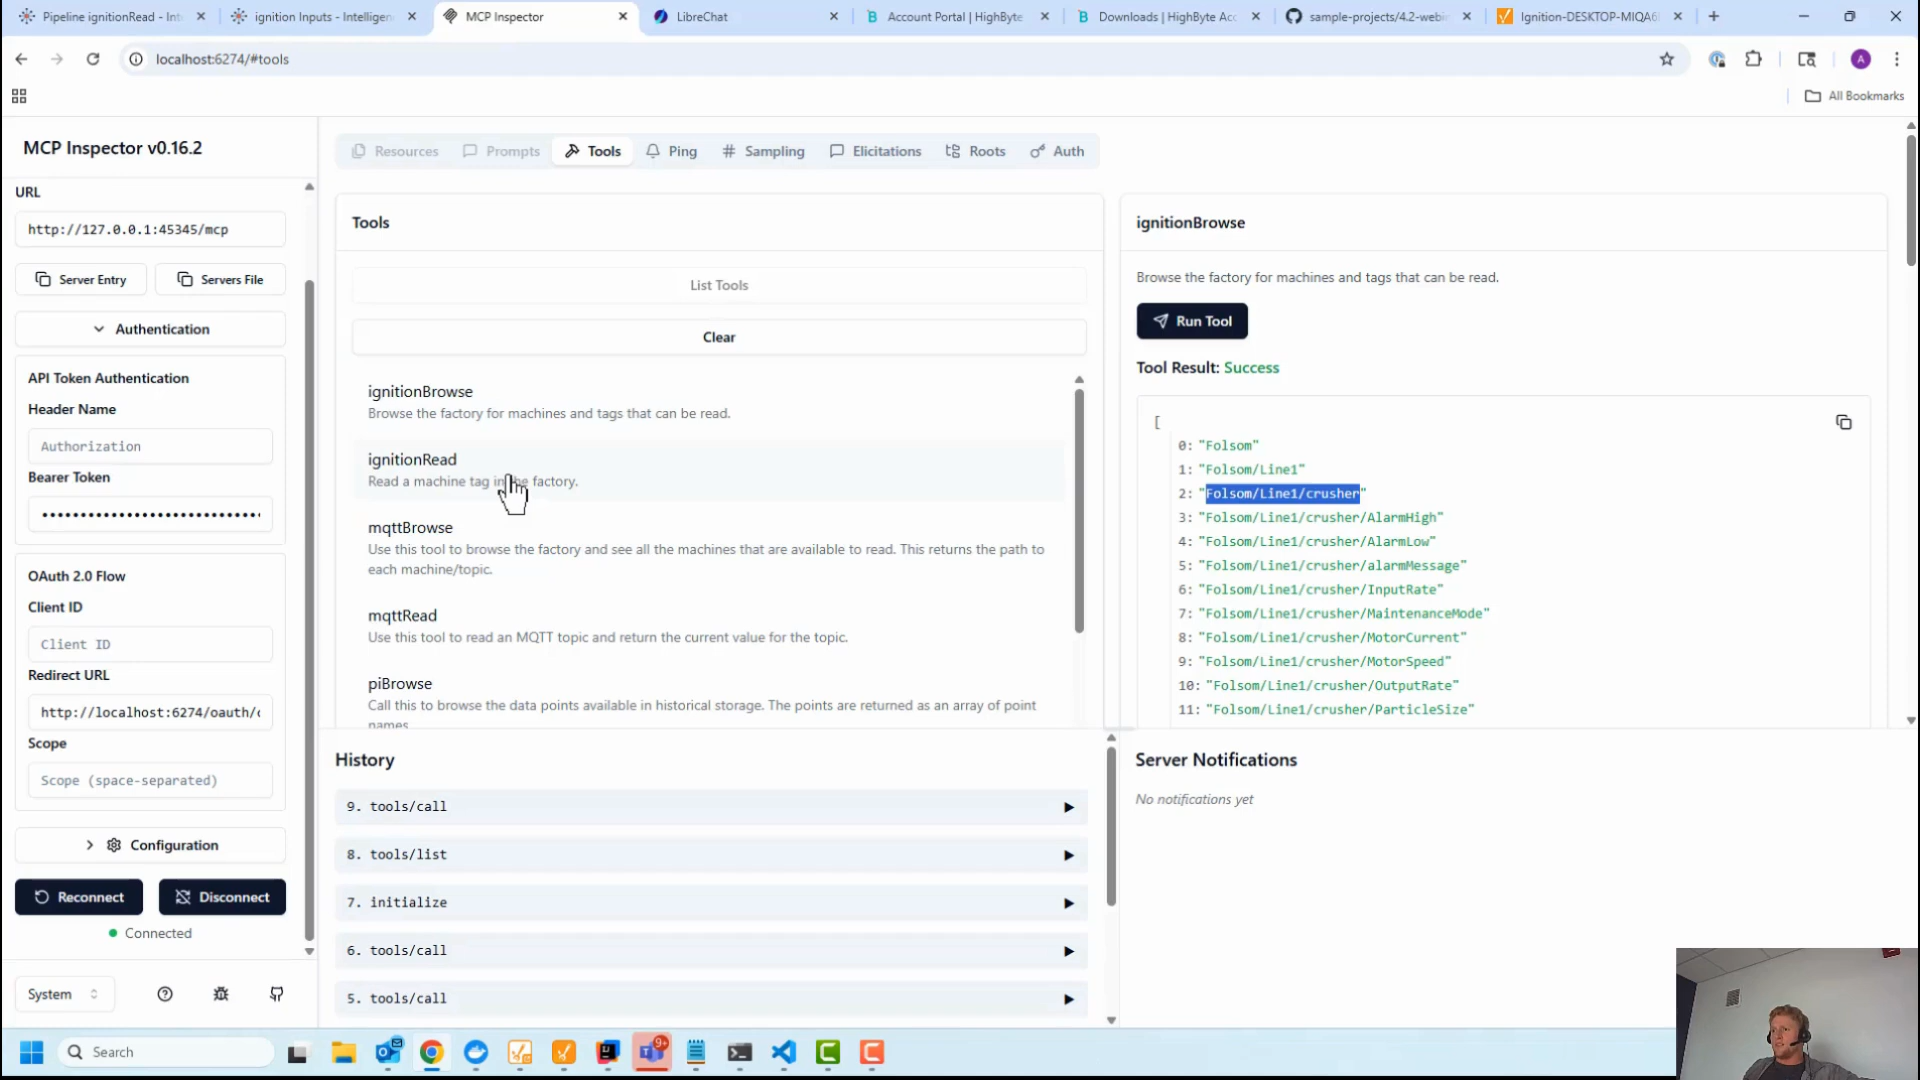 Pipeline ignitionRead - Int
ignition Inputs - Intelligen
MCP Inspector
LibreChat
Account Portal | HighByte
Downloads | HighByte Acc
sample-projects/4.2-webi
Ignition-DESKTOP-MIQA6
localhost:6274/#tools
A
All Bookmarks
MCP Inspector v0.16.2
URL
http://127.0.0.1:45345/mcp
Server Entry
Servers File
Authentication
API Token Authentication
Header Name
Authorization
Bearer Token
OAuth 2.0 Flow
Client ID
Client ID
Redirect URL
http://localhost:6274/oauth/c
Scope
Scope (space-separated)
Configuration
Reconnect
Disconnect
Connected
System
Resources
Prompts
Tools
Ping
Sampling
Elicitations
Roots
Auth
Tools
List Tools
Clear
ignitionBrowse
Browse the factory for machines and tags that can be read.
ignitionRead
Read a machine tag in the factory.
mqttBrowse
Use this tool to browse the factory and see all the machines that are available to read. This returns the path to
each machine/topic.
mqttRead
Use this tool to read an MQTT topic and return the current value for the topic.
piBrowse
Call this to browse the data points available in historical storage. The points are returned as an array of point
names.
ignitionBrowse
Browse the factory for machines and tags that can be read.
Run Tool
Tool Result: Success
[
0: "Folsom"
1: "Folsom/Line1"
2: "Folsom/Line1/crusher"
3: "Folsom/Line1/crusher/AlarmHigh"
4: "Folsom/Line1/crusher/AlarmLow"
5: "Folsom/Line1/crusher/alarmMessage"
6: "Folsom/Line1/crusher/InputRate"
7: "Folsom/Line1/crusher/MaintenanceMode"
8: "Folsom/Line1/crusher/MotorCurrent"
9: "Folsom/Line1/crusher/MotorSpeed"
10: "Folsom/Line1/crusher/OutputRate"
11: "Folsom/Line1/crusher/ParticleSize"
History
9. tools/call
8. tools/list
7. initialize
6. tools/call
5. tools/call
Server Notifications
No notifications yet
Search
9+